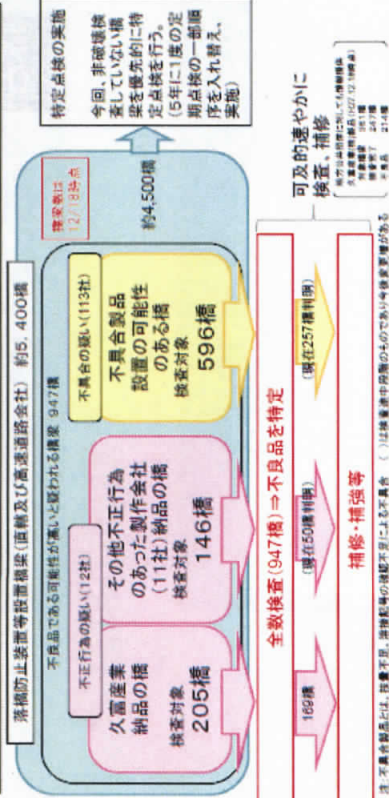 落橋防止装置等設置橋梁(直轄及び高速道路会社) 約5,400橋
不良品である可能性が高いと疑われる橋梁 947橋
12/18時点
不正行為の疑い(12社)
不具合の疑い(113社)
久富産業
納品の橋
検査対象
205橋
その他不正行為
のあった製作会社
(11社)納品の橋
検査対象
146橋
不具合製品
設置の可能性
のある橋
検査対象
596橋
約4,500橋
特定点検の実施
今回、非破壊検
査していない橋
梁を優先的に特
定点検を行う。
(5年に1度の定
期点検の一部順
序を入れ替え、
実施)
全数検査(947橋)⇒不良品を特定
169橋
(現在50橋判明)
(現在257橋判明)
補修・補強等
可及的速やかに
検査、補修